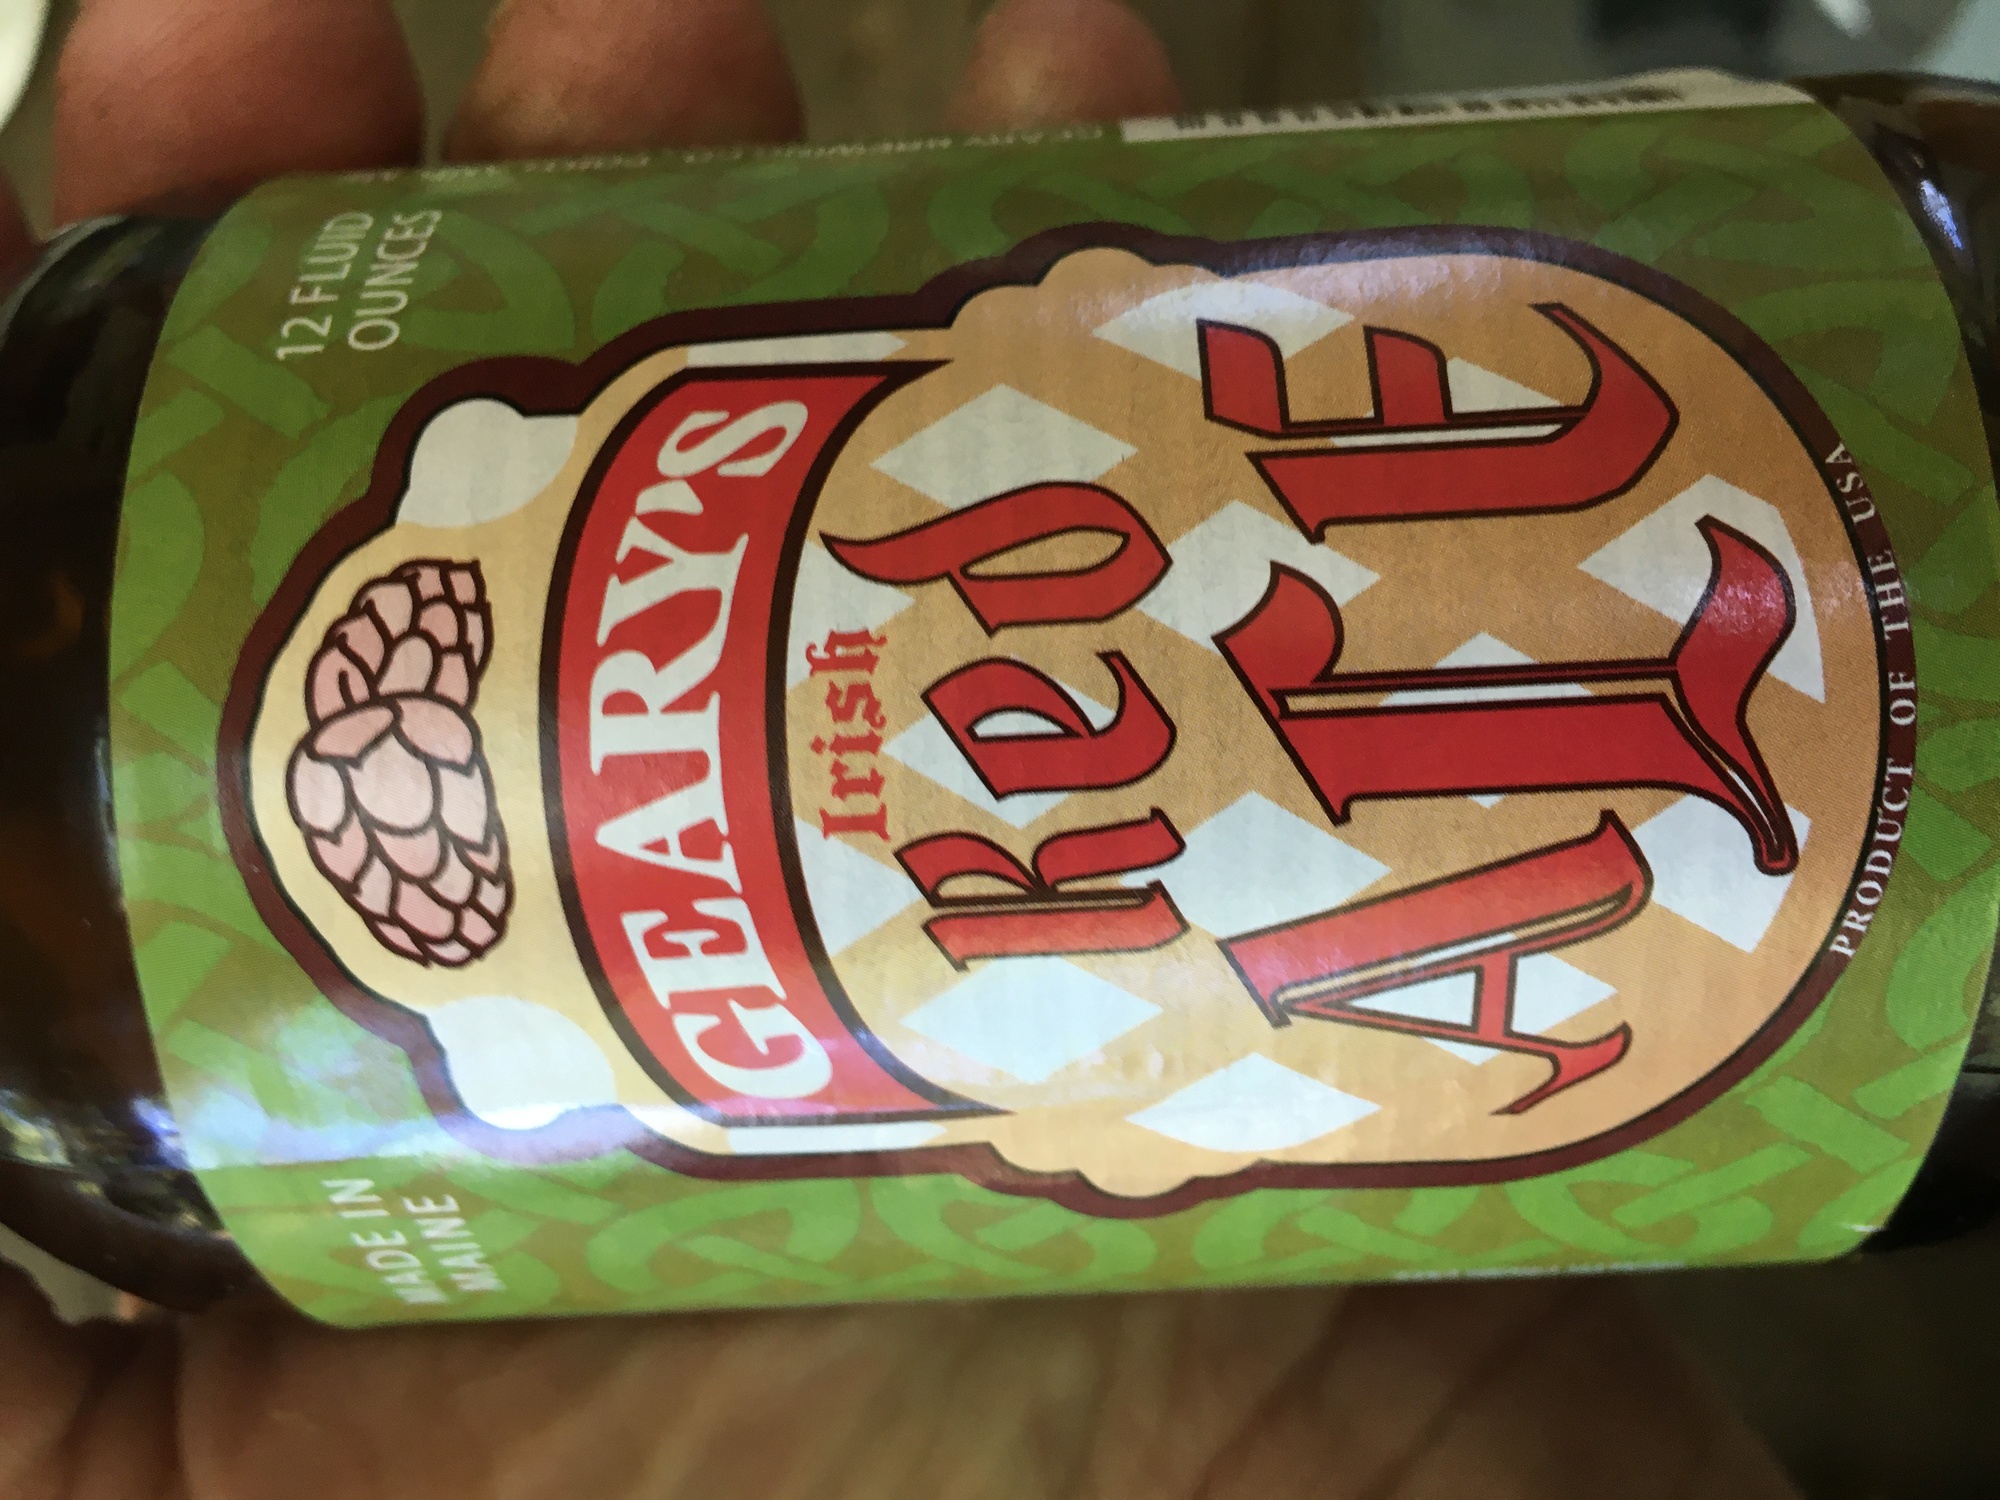 MADE IN
MAINE
12 FLUID
OUNCES
GEARY'S
Irish
Red
ALE
PRODUCT OF THE USA